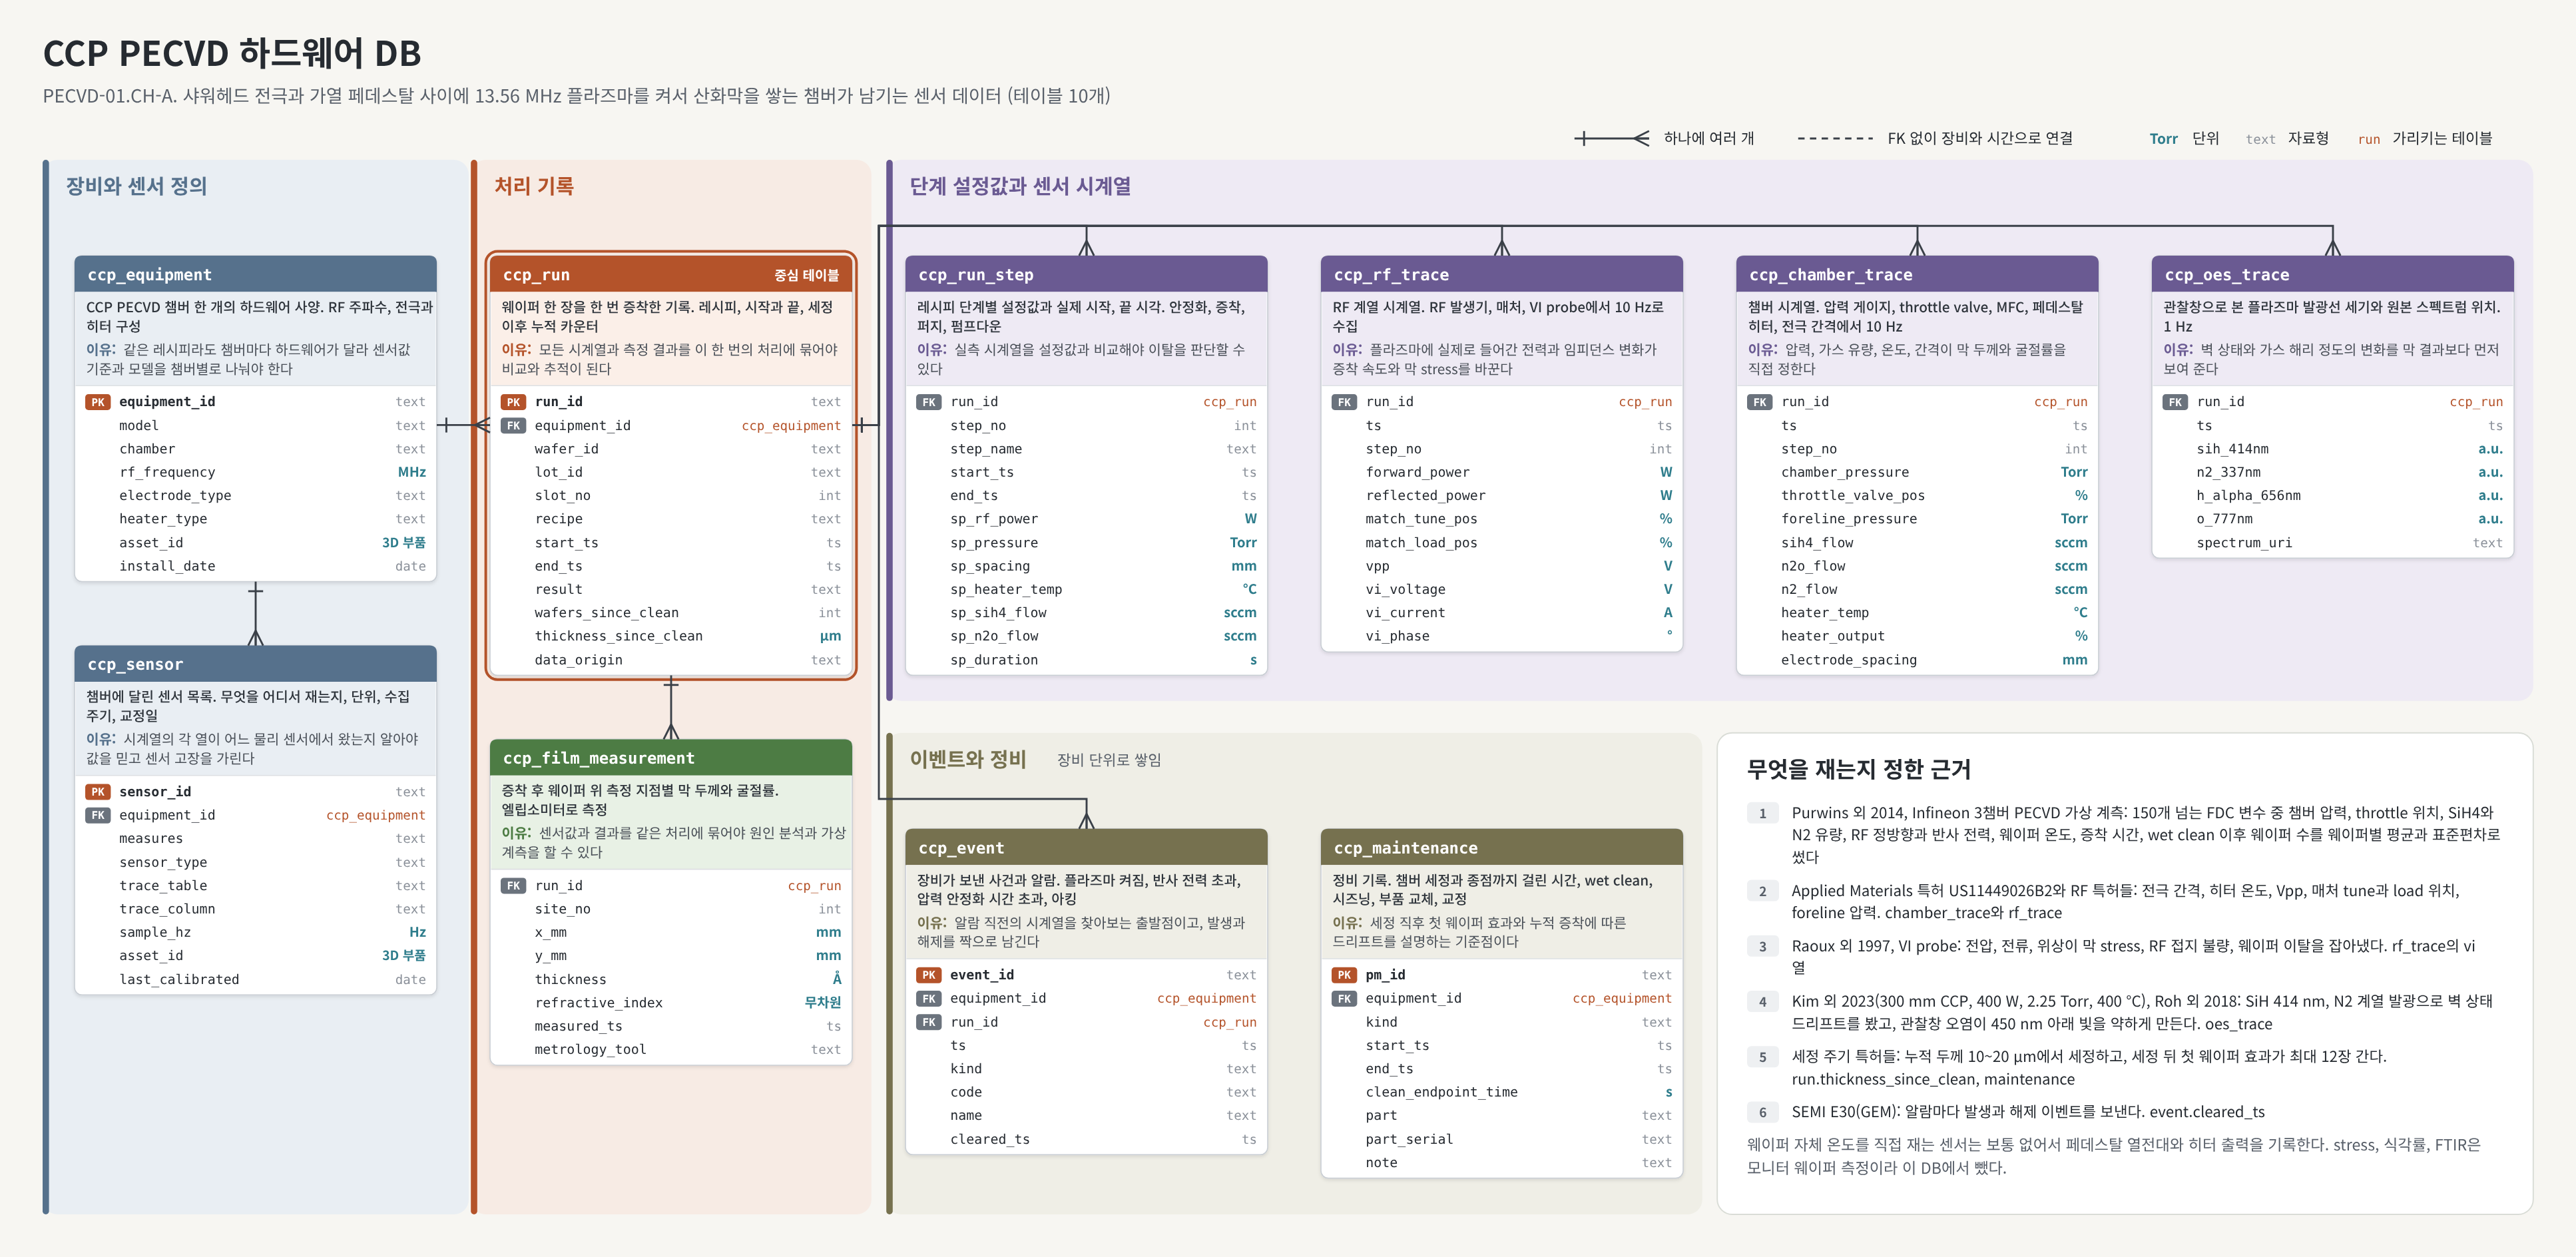 CCP PECVD 하드웨어 DB
PECVD-01.CH-A. 샤워헤드 전극과 가열 페데스탈 사이에 13.56 MHz 플라즈마를 켜서 산화막을 쌓는 챔버가 남기는 센서 데이터 (테이블 10개)
하나에 여러 개
FK 없이 장비와 시간으로 연결
Torr 단위
text 자료형
run 가리키는 테이블
장비와 센서 정의
ccp_equipment
CCP PECVD 챔버 한 개의 하드웨어 사양. RF 주파수, 전극과
히터 구성
이유: 같은 레시피라도 챔버마다 하드웨어가 달라 센서값
기준과 모델을 챔버별로 나눠야 한다
PK equipment_id text
model text
chamber text
rf_frequency MHz
electrode_type text
heater_type text
asset_id 3D 부품
install_date date
ccp_sensor
챔버에 달린 센서 목록. 무엇을 어디서 재는지, 단위, 수집
주기, 교정일
이유: 시계열의 각 열이 어느 물리 센서에서 왔는지 알아야
값을 믿고 센서 고장을 가린다
PK sensor_id text
FK equipment_id ccp_equipment
measures text
sensor_type text
trace_table text
trace_column text
sample_hz Hz
asset_id 3D 부품
last_calibrated date
처리 기록
ccp_run 중심 테이블
웨이퍼 한 장을 한 번 증착한 기록. 레시피, 시작과 끝, 세정
이후 누적 카운터
이유: 모든 시계열과 측정 결과를 이 한 번의 처리에 묶어야
비교와 추적이 된다
PK run_id text
FK equipment_id ccp_equipment
wafer_id text
lot_id text
slot_no int
recipe text
start_ts ts
end_ts ts
result text
wafers_since_clean int
thickness_since_clean µm
data_origin text
ccp_film_measurement
증착 후 웨이퍼 위 측정 지점별 막 두께와 굴절률.
엘립소미터로 측정
이유: 센서값과 결과를 같은 처리에 묶어야 원인 분석과 가상
계측을 할 수 있다
FK run_id ccp_run
site_no int
x_mm mm
y_mm mm
thickness Å
refractive_index 무차원
measured_ts ts
metrology_tool text
단계 설정값과 센서 시계열
ccp_run_step
레시피 단계별 설정값과 실제 시작, 끝 시각. 안정화, 증착,
퍼지, 펌프다운
이유: 실측 시계열을 설정값과 비교해야 이탈을 판단할 수
있다
FK run_id ccp_run
step_no int
step_name text
start_ts ts
end_ts ts
sp_rf_power W
sp_pressure Torr
sp_spacing mm
sp_heater_temp °C
sp_sih4_flow sccm
sp_n2o_flow sccm
sp_duration s
ccp_rf_trace
RF 계열 시계열. RF 발생기, 매처, VI probe에서 10 Hz로
수집
이유: 플라즈마에 실제로 들어간 전력과 임피던스 변화가
증착 속도와 막 stress를 바꾼다
FK run_id ccp_run
ts ts
step_no int
forward_power W
reflected_power W
match_tune_pos %
match_load_pos %
vpp V
vi_voltage V
vi_current A
vi_phase °
ccp_chamber_trace
챔버 시계열. 압력 게이지, throttle valve, MFC, 페데스탈
히터, 전극 간격에서 10 Hz
이유: 압력, 가스 유량, 온도, 간격이 막 두께와 굴절률을
직접 정한다
FK run_id ccp_run
ts ts
step_no int
chamber_pressure Torr
throttle_valve_pos %
foreline_pressure Torr
sih4_flow sccm
n2o_flow sccm
n2_flow sccm
heater_temp °C
heater_output %
electrode_spacing mm
ccp_oes_trace
관찰창으로 본 플라즈마 발광선 세기와 원본 스펙트럼 위치.
1 Hz
이유: 벽 상태와 가스 해리 정도의 변화를 막 결과보다 먼저
보여 준다
FK run_id ccp_run
ts ts
sih_414nm a.u.
n2_337nm a.u.
h_alpha_656nm a.u.
o_777nm a.u.
spectrum_uri text
이벤트와 정비 장비 단위로 쌓임
ccp_event
장비가 보낸 사건과 알람. 플라즈마 켜짐, 반사 전력 초과,
압력 안정화 시간 초과, 아킹
이유: 알람 직전의 시계열을 찾아보는 출발점이고, 발생과
해제를 짝으로 남긴다
PK event_id text
FK equipment_id ccp_equipment
FK run_id ccp_run
ts ts
kind text
code text
name text
cleared_ts ts
ccp_maintenance
정비 기록. 챔버 세정과 종점까지 걸린 시간, wet clean,
시즈닝, 부품 교체, 교정
이유: 세정 직후 첫 웨이퍼 효과와 누적 증착에 따른
드리프트를 설명하는 기준점이다
PK pm_id text
FK equipment_id ccp_equipment
kind text
start_ts ts
end_ts ts
clean_endpoint_time s
part text
part_serial text
note text
무엇을 재는지 정한 근거
1 Purwins 외 2014, Infineon 3챔버 PECVD 가상 계측: 150개 넘는 FDC 변수 중 챔버 압력, throttle 위치, SiH4와
N2 유량, RF 정방향과 반사 전력, 웨이퍼 온도, 증착 시간, wet clean 이후 웨이퍼 수를 웨이퍼별 평균과 표준편차로
썼다
2 Applied Materials 특허 US11449026B2와 RF 특허들: 전극 간격, 히터 온도, Vpp, 매처 tune과 load 위치,
foreline 압력. chamber_trace와 rf_trace
3 Raoux 외 1997, VI probe: 전압, 전류, 위상이 막 stress, RF 접지 불량, 웨이퍼 이탈을 잡아냈다. rf_trace의 vi
열
4 Kim 외 2023(300 mm CCP, 400 W, 2.25 Torr, 400 °C), Roh 외 2018: SiH 414 nm, N2 계열 발광으로 벽 상태
드리프트를 봤고, 관찰창 오염이 450 nm 아래 빛을 약하게 만든다. oes_trace
5 세정 주기 특허들: 누적 두께 10~20 µm에서 세정하고, 세정 뒤 첫 웨이퍼 효과가 최대 12장 간다.
run.thickness_since_clean, maintenance
6 SEMI E30(GEM): 알람마다 발생과 해제 이벤트를 보낸다. event.cleared_ts
웨이퍼 자체 온도를 직접 재는 센서는 보통 없어서 페데스탈 열전대와 히터 출력을 기록한다. stress, 식각률, FTIR은
모니터 웨이퍼 측정이라 이 DB에서 뺐다.